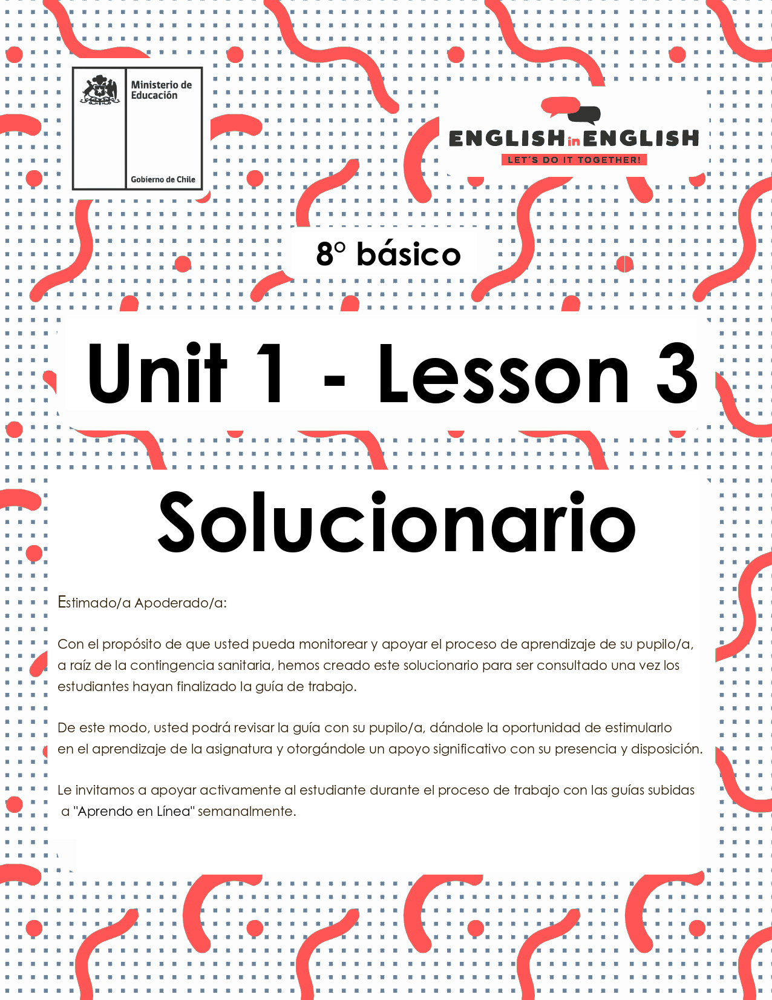 Ministerio de
Educación
Gobierno de Chile
ENGLISH in ENGLISH
LET´S DO IT TOGETHER!
8° básico
Unit 1 - Lesson 3
Solucionario
Estimado/a Apoderado/a:
Con el propósito de que usted pueda monitorear y apoyar el proceso de aprendizaje de su pupilo/a,
a raíz de la contingencia sanitaria, hemos creado este solucionario para ser consultado una vez los
estudiantes hayan finalizado la guía de trabajo.
De este modo, usted podrá revisar la guía con su pupilo/a, dándole la oportunidad de estimularlo
en el aprendizaje de la asignatura y otorgándole un apoyo significativo con su presencia y disposición.
Le invitamos a apoyar activamente al estudiante durante el proceso de trabajo con las guías subidas
a "Aprendo en Línea" semanalmente.